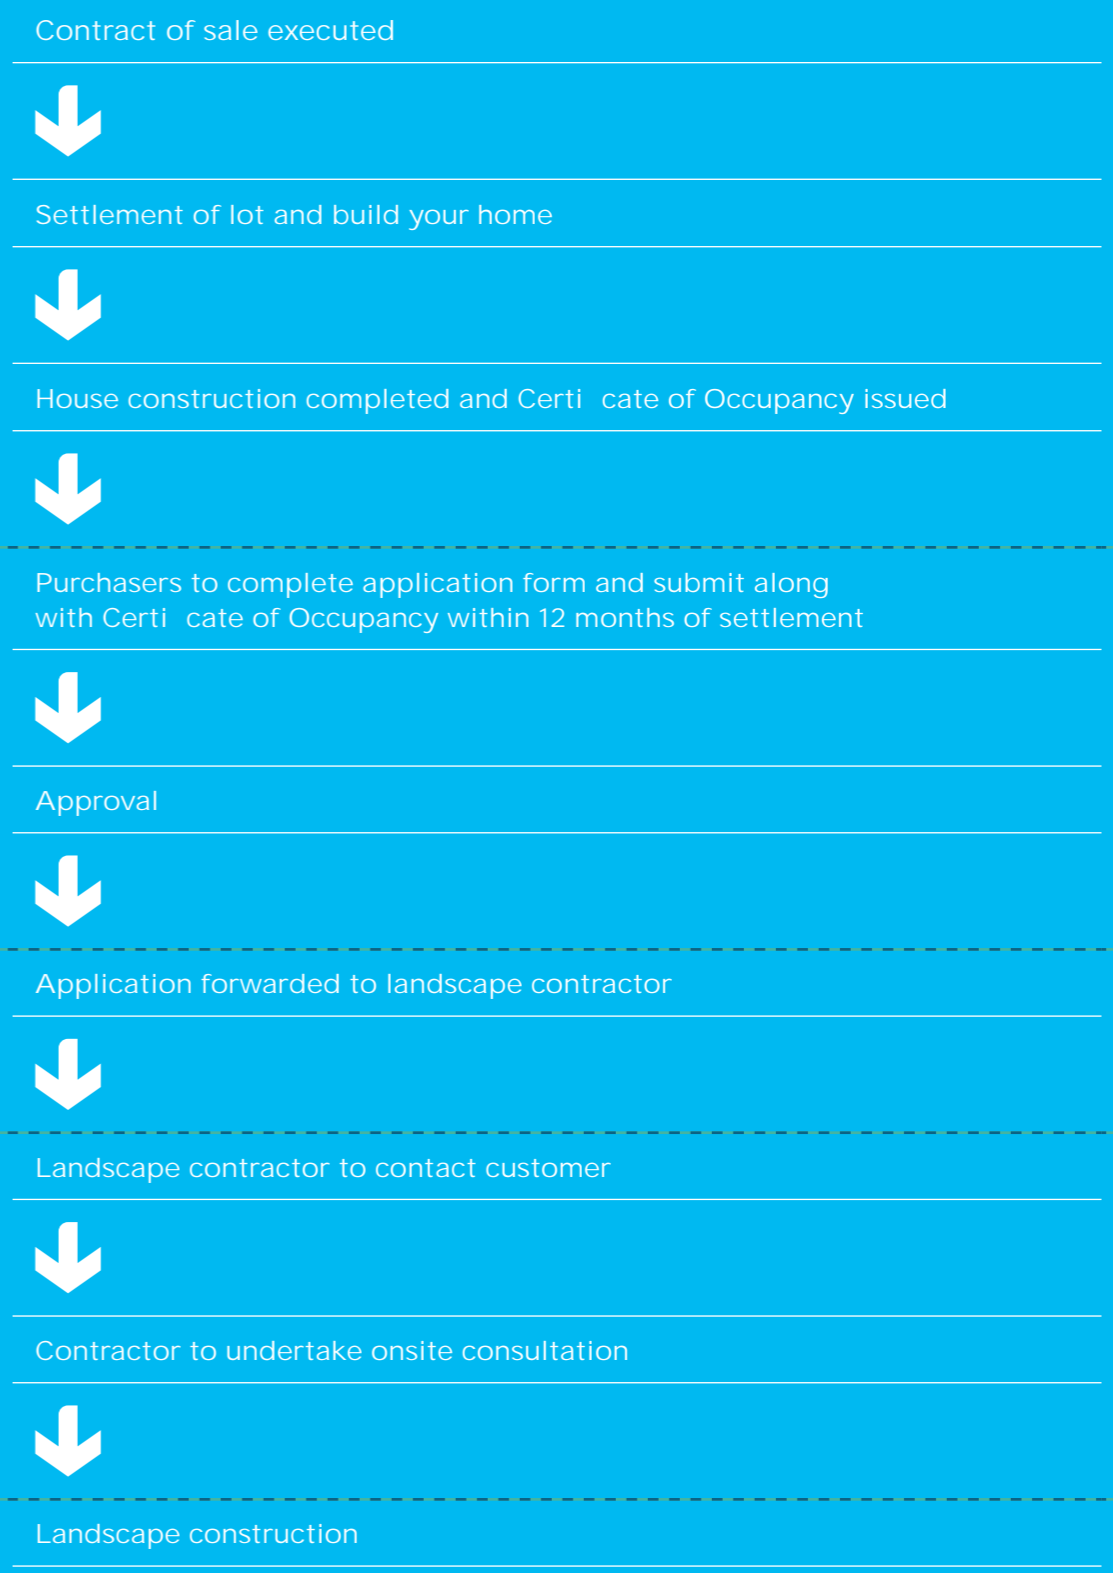 Contract of sale executed
Settlement of lot and build your home
House construction completed and Certi cate of Occupancy issued
Purchasers to complete application form and submit along
with Certi cate of Occupancy within 12 months of settlement
Approval
Application forwarded to landscape contractor
Landscape contractor to contact customer
Contractor to undertake onsite consultation
Landscape construction